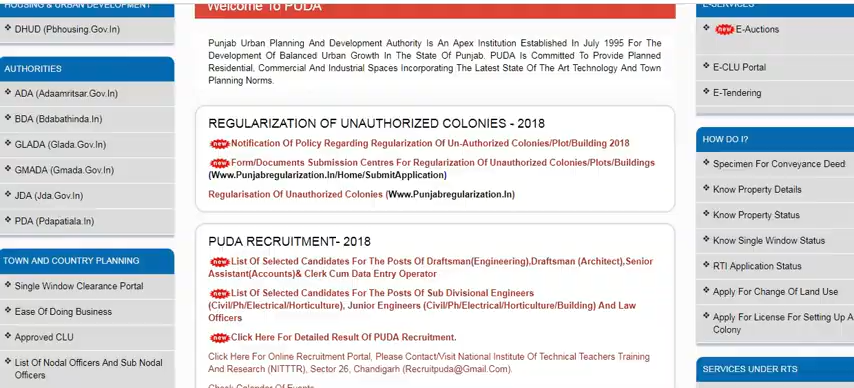 HOUSING & URBAN DEVELOPMENT
DHUD (Pbhousing.Gov.In)
AUTHORITIES
ADA (Adaamritsar.Gov.In)
BDA (Bdabathinda.In)
GLADA (Glada.Gov.In)
GMADA (Gmada.Gov.In)
JDA (Jda.Gov.In)
PDA (Pdapatiala.In)
TOWN AND COUNTRY PLANNING
Single Window Clearance Portal
Ease Of Doing Business
Approved CLU
List Of Nodal Officers And Sub Nodal
Officers
Welcome To PUDA
Punjab Urban Planning And Development Authority Is An Apex Institution Established In July 1995 For The
Development Of Balanced Urban Growth In The State Of Punjab. PUDA Is Committed To Provide Planned
Residential, Commercial And Industrial Spaces Incorporating The Latest State Of The Art Technology And Town
Planning Norms.
REGULARIZATION OF UNAUTHORIZED COLONIES - 2018
new Notification Of Policy Regarding Regularization Of Un-Authorized Colonies/Plot/Building 2018
new Form/Documents Submission Centres For Regularization Of Unauthorized Colonies/Plots/Buildings
(Www.Punjabregularization.In/Home/SubmitApplication)
Regularisation Of Unauthorized Colonies (Www.Punjabregularization.In)
PUDA RECRUITMENT- 2018
new List Of Selected Candidates For The Posts Of Draftsman(Engineering),Draftsman (Architect),Senior
Assistant(Accounts)& Clerk Cum Data Entry Operator
new List Of Selected Candidates For The Posts Of Sub Divisional Engineers
(Civil/Ph/Electrical/Horticulture), Junior Engineers (Civil/Ph/Electrical/Horticulture/Building) And Law
Officers
new Click Here For Detailed Result Of PUDA Recruitment.
Click Here For Online Recruitment Portal, Please Contact/Visit National Institute Of Technical Teachers Training
And Research (NITTTR), Sector 26, Chandigarh (Recruitpuda@Gmail.Com).
Check Calander Of Events
E-SERVICES
new E-Auctions
E-CLU Portal
E-Tendering
HOW DO I?
Specimen For Conveyance Deed
Know Property Details
Know Property Status
Know Single Window Status
RTI Application Status
Apply For Change Of Land Use
Apply For License For Setting Up A
Colony
SERVICES UNDER RTS